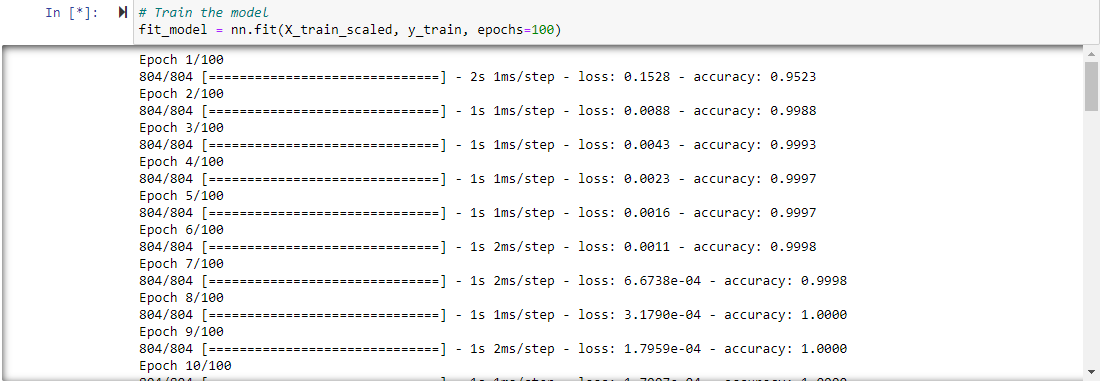 In [*]:
# Train the model
fit_model = nn.fit(X_train_scaled, y_train, epochs=100)
Epoch 1/100
804/804 [==============================] - 2s 1ms/step - loss: 0.1528 - accuracy: 0.9523
Epoch 2/100
804/804 [==============================] - 1s 1ms/step - loss: 0.0088 - accuracy: 0.9988
Epoch 3/100
804/804 [==============================] - 1s 1ms/step - loss: 0.0043 - accuracy: 0.9993
Epoch 4/100
804/804 [==============================] - 1s 1ms/step - loss: 0.0023 - accuracy: 0.9997
Epoch 5/100
804/804 [==============================] - 1s 1ms/step - loss: 0.0016 - accuracy: 0.9997
Epoch 6/100
804/804 [==============================] - 1s 2ms/step - loss: 0.0011 - accuracy: 0.9998
Epoch 7/100
804/804 [==============================] - 1s 2ms/step - loss: 6.6738e-04 - accuracy: 0.9998
Epoch 8/100
804/804 [==============================] - 1s 1ms/step - loss: 3.1790e-04 - accuracy: 1.0000
Epoch 9/100
804/804 [==============================] - 1s 2ms/step - loss: 1.7959e-04 - accuracy: 1.0000
Epoch 10/100